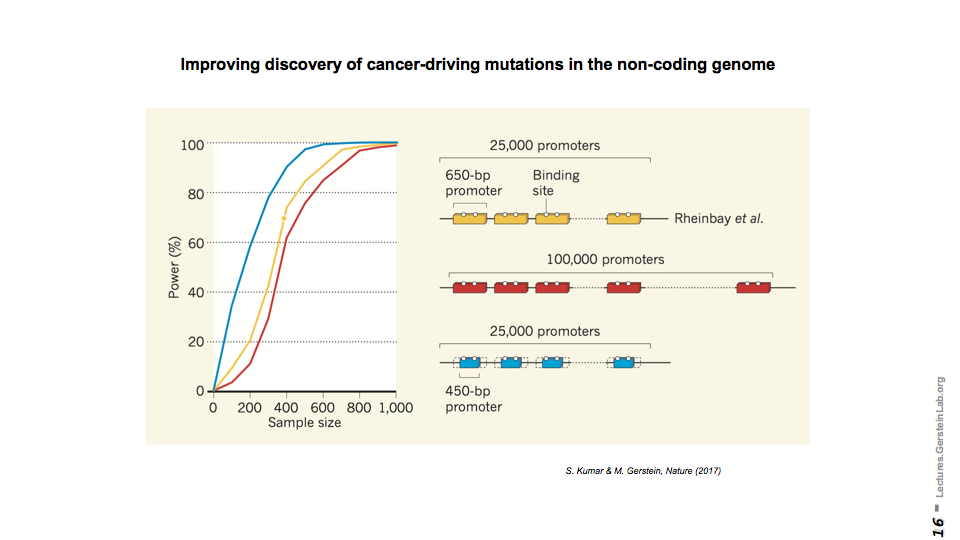 Improving discovery of cancer-driving mutations in the non-coding genome
100
80
60
40
20
0
Power (%)
0 200 400 600 800 1,000
Sample size
25,000 promoters
650-bp
promoter
Binding
site
Rheinbay et al.
100,000 promoters
25,000 promoters
450-bp
promoter
S. Kumar & M. Gerstein, Nature (2017)
16 - Lectures.GersteinLab.org